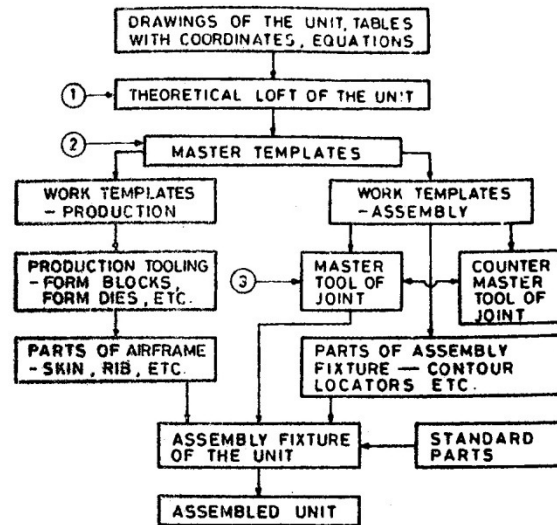 DRAWINGS OF THE UNIT, TABLES
WITH COORDINATES, EQUATIONS
1
THEORETICAL LOFT OF THE UNIT
2
MASTER TEMPLATES
WORK TEMPLATES
- PRODUCTION
WORK TEMPLATES
-ASSEMBLY
PRODUCTION TOOLING
- FORM BLOCKS,
FORM DIES, ETC.
3
MASTER
TOOL OF
JOINT
COUNTER
MASTER
TOOL OF
JOINT
PARTS OF AIRFRAME
- SKIN, RIB, ETC.
PARTS OF ASSEMBLY
FIXTURE — CONTOUR
LOCATORS ETC.
ASSEMBLY FIXTURE
OF THE UNIT
STANDARD
PARTS
ASSEMBLED UNIT